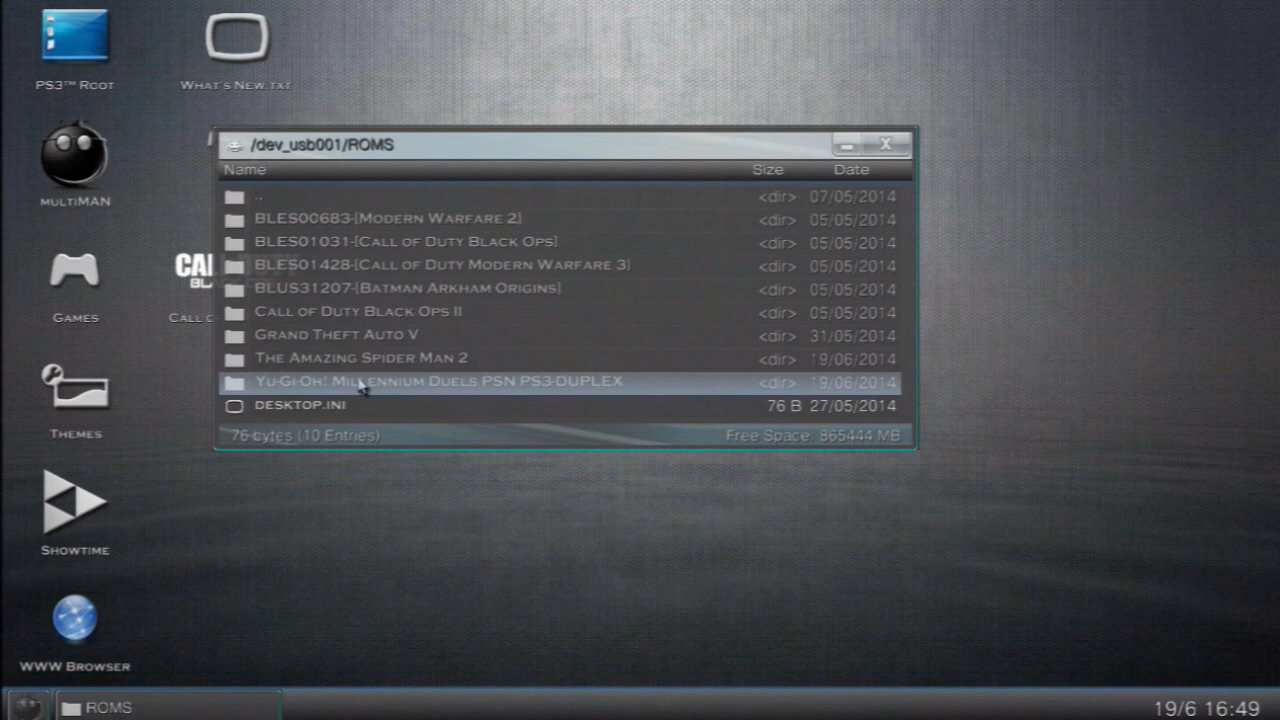 PS3™ Root
What's New.txt
multiMAN
Games
Themes
Showtime
WWW Browser
/dev_usb001/ROMS
Name Size Date
.. <dir> 07/05/2014
BLES00683-[Modern Warfare 2] <dir> 05/05/2014
BLES01031-[Call of Duty Black Ops] <dir> 05/05/2014
BLES01428-[Call of Duty Modern Warfare 3] <dir> 05/05/2014
BLUS31207-[Batman Arkham Origins] <dir> 05/05/2014
Call of Duty Black Ops II <dir> 05/05/2014
Grand Theft Auto V <dir> 31/05/2014
The Amazing Spider Man 2 <dir> 19/06/2014
Yu-Gi-Oh! Millennium Duels PSN PS3-DUPLEX <dir> 19/06/2014
DESKTOP.INI 76 B 27/05/2014
76 bytes (10 Entries) Free Space: 865444 MB
CAL
BL
Call o
ROMS
19/6 16:49